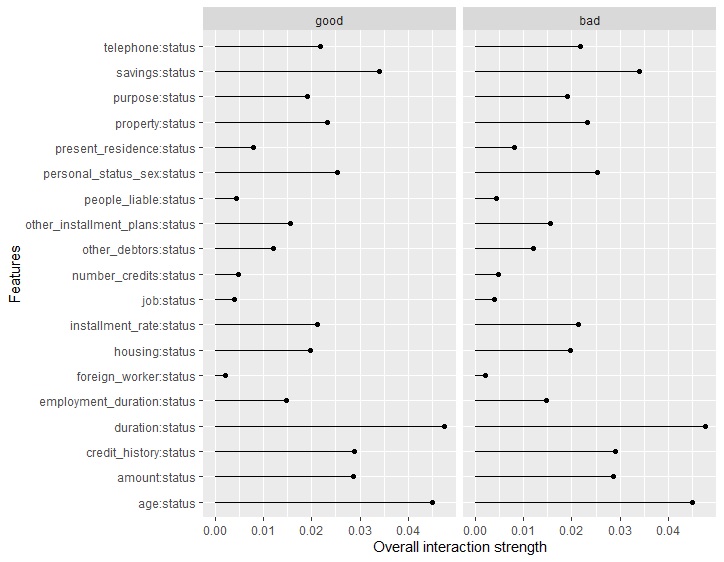 good bad
telephone:status
savings:status
purpose:status
property:status
present_residence:status
personal_status_sex:status
people_liable:status
other_installment_plans:status
other_debtors:status
number_credits:status
job:status
installment_rate:status
housing:status
foreign_worker:status
employment_duration:status
duration:status
credit_history:status
amount:status
age:status
Features
0.00 0.01 0.02 0.03 0.04 0.00 0.01 0.02 0.03 0.04
Overall interaction strength